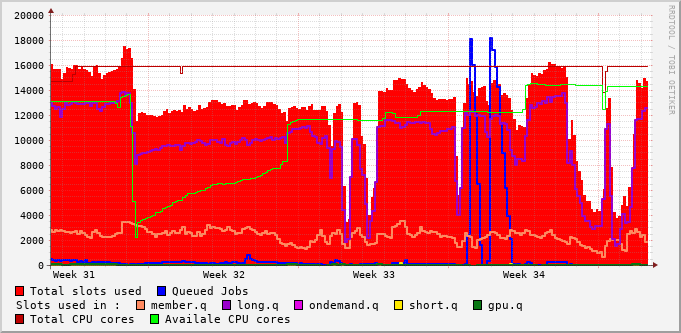 20000
18000
16000
14000
12000
10000
8000
6000
4000
2000
0
Week 31 Week 32 Week 33 Week 34
Total slots used Queued Jobs
Slots used in : member.q long.q ondemand.q short.q gpu.q
Total CPU cores Availale CPU cores
RRDTOOL / TOBI OETIKER